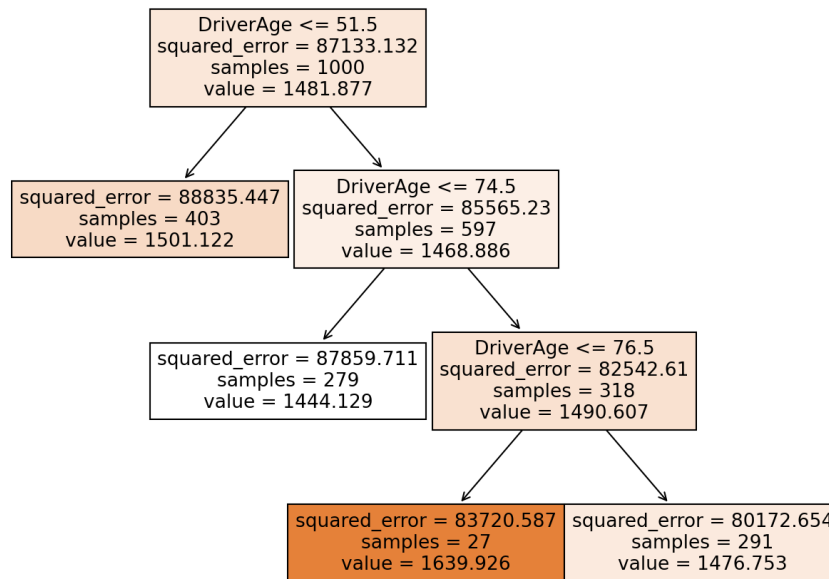 DriverAge <= 51.5
squared_error = 87133.132
samples = 1000
value = 1481.877
squared_error = 88835.447
samples = 403
value = 1501.122
DriverAge <= 74.5
squared_error = 85565.23
samples = 597
value = 1468.886
squared_error = 87859.711
samples = 279
value = 1444.129
DriverAge <= 76.5
squared_error = 82542.61
samples = 318
value = 1490.607
squared_error = 83720.587
samples = 27
value = 1639.926
squared_error = 80172.654
samples = 291
value = 1476.753